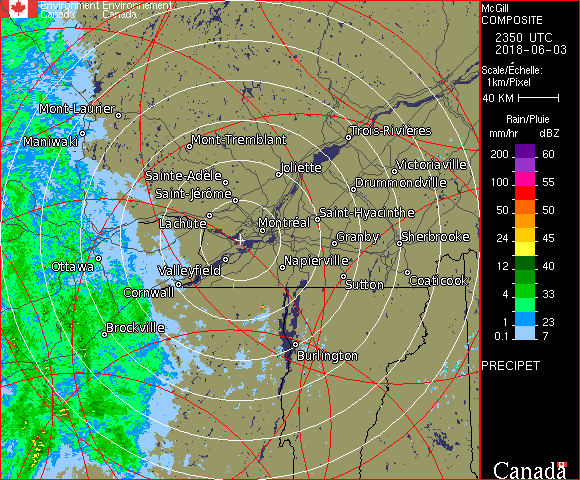 Environment Environnement
Canada Canada
Mont-Laurier
Maniwaki
Mont-Tremblant
Trois-Rivières
Joliette
Victoriaville
Sainte-Adèle
Drummondville
Saint-Jérôme
Saint-Hyacinthe
Lachute
Montréal
Granby
Sherbrooke
Ottawa
Valleyfield
Napierville
Cornwall
Sutton
Coaticook
Brockville
Burlington
McGill
COMPOSITE
2350 UTC
2018-06-03
Scale/Échelle:
1km/Pixel
40 KM
Rain/Pluie
mm/hr dBZ
200 60
100 55
50 50
24 45
12 40
4 33
1 23
0.1 7
PRECIPET
Canada